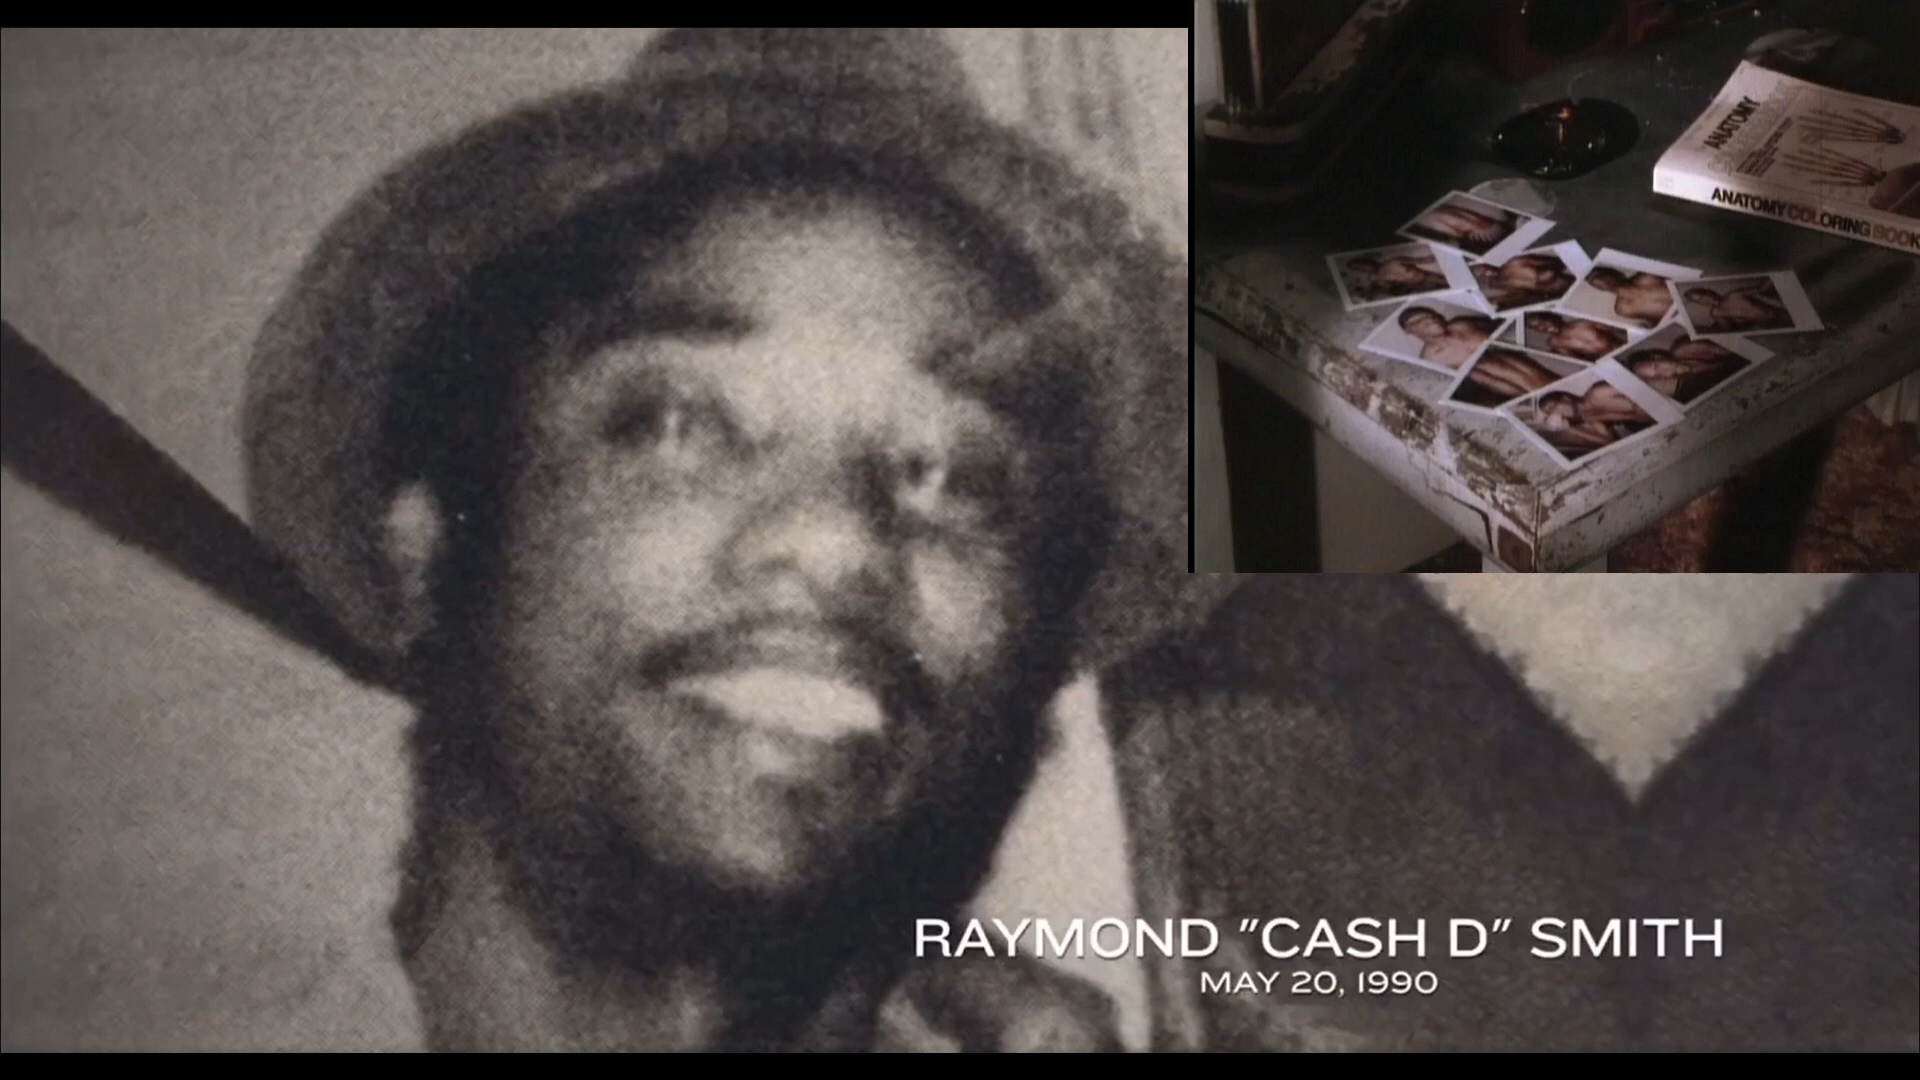 ANATOMY
ANATOMY COLORING BOOK
RAYMOND "CASH D" SMITH
MAY 20, 1990